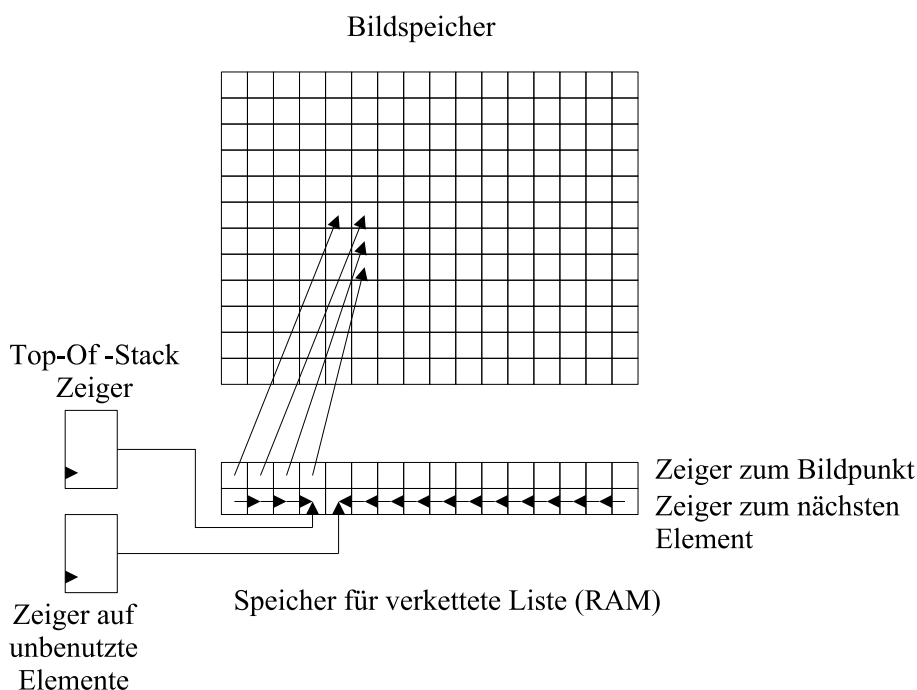 Bildspeicher
Top-Of -Stack
Zeiger
Zeiger zum Bildpunkt
Zeiger zum nächsten
Element
Speicher für verkettete Liste (RAM)
Zeiger auf
unbenutzte
Elemente